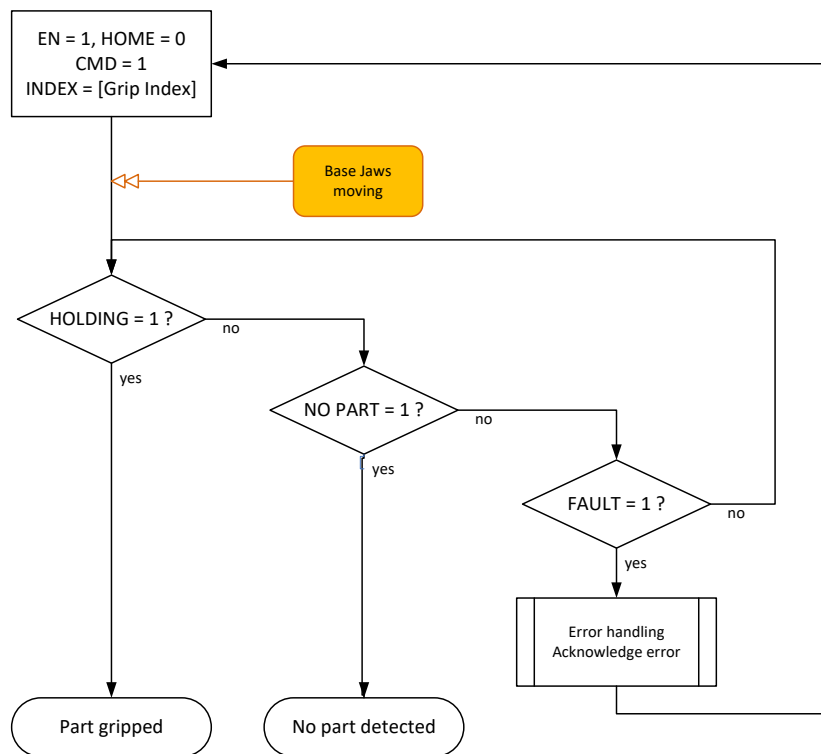 EN = 1, HOME = 0
CMD = 1
INDEX = [Grip Index]
Base Jaws
moving
HOLDING = 1 ?
no
yes
NO PART = 1 ?
no
yes
FAULT = 1 ?
no
yes
Error handling
Acknowledge error
Part gripped
No part detected